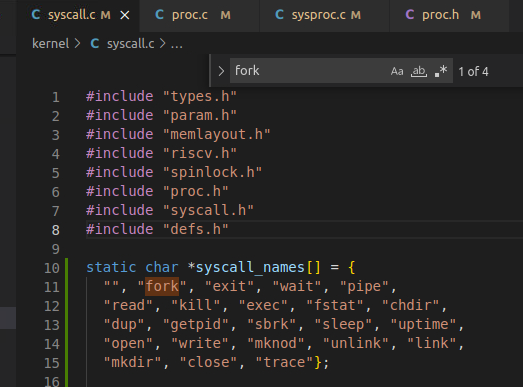 syscall.c M
proc.c M
sysproc.c M
proc.h M
kernel > syscall.c > ...
fork Aa ab .* 1 of 4
1 #include "types.h"
2 #include "param.h"
3 #include "memlayout.h"
4 #include "riscv.h"
5 #include "spinlock.h"
6 #include "proc.h"
7 #include "syscall.h"
8 #include "defs.h"
9
10 static char *syscall_names[] = {
11 "", "fork", "exit", "wait", "pipe",
12 "read", "kill", "exec", "fstat", "chdir",
13 "dup", "getpid", "sbrk", "sleep", "uptime",
14 "open", "write", "mknod", "unlink", "link",
15 "mkdir", "close", "trace"};
16